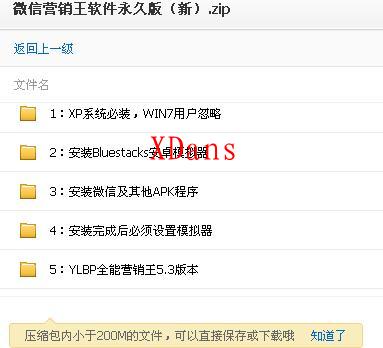 微信营销王软件永久版（新）.zip
返回上一级
文件名
1：XP系统必装，WIN7用户忽略
2：安装Bluestacks安卓模拟器
XDans
3：安装微信及其他APK程序
4：安装完成后必须设置模拟器
5：YLBP全能营销王5.3版本
压缩包内小于200M的文件，可以直接保存或下载哦 知道了